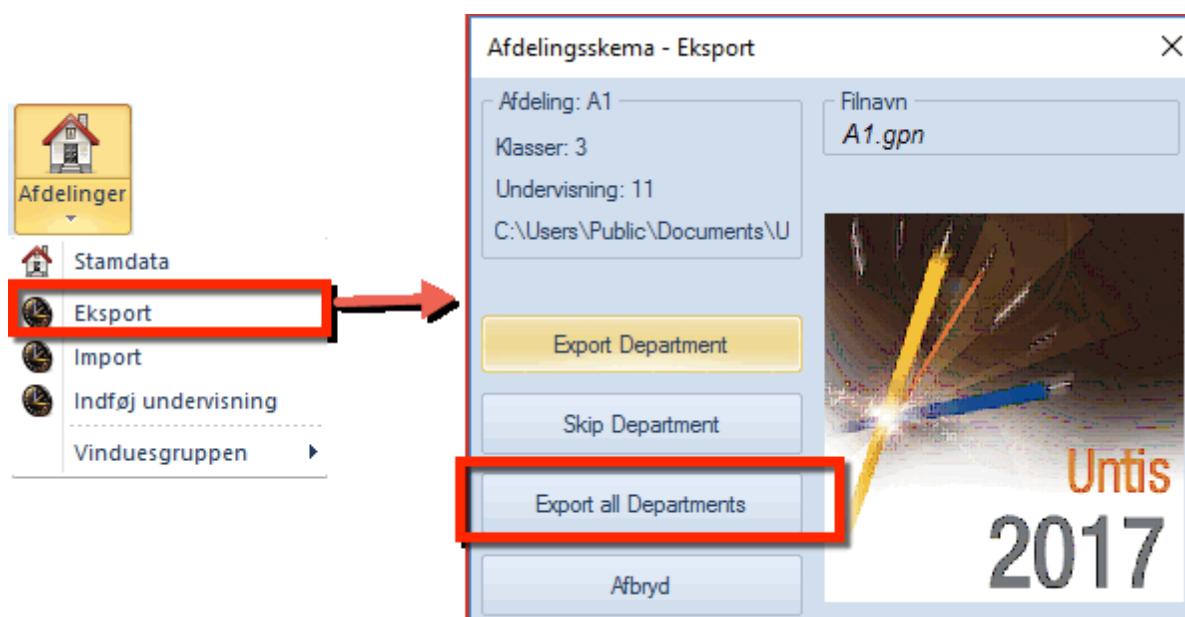 Afdelinger
Stamdata
Eksport
Import
Indføj undervisning
Vinduesgruppen
Afdelingsskema - Eksport
Afdeling: A1
Klasser: 3
Undervisning: 11
C:\Users\Public\Documents\U
Filnavn
A1.gpn
Export Department
Skip Department
Export all Departments
Afbryd
Untis
2017